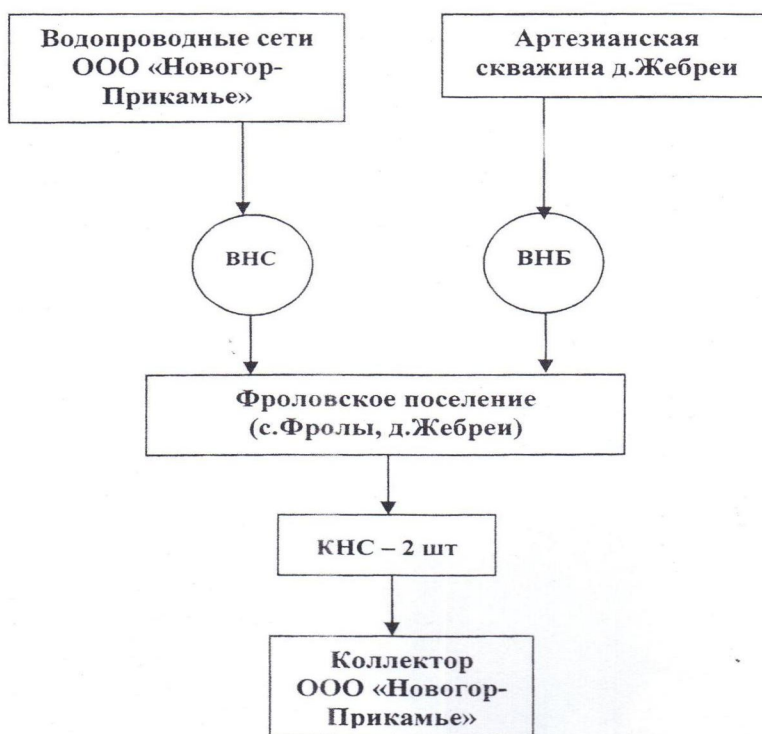 Водопроводные сети
ООО «Новогор-
Прикамье»
Артезианская
скважина д.Жебреи
ВНС
ВНБ
Фроловское поселение
(с.Фролы, д.Жебреи)
КНС – 2 шт
Коллектор
ООО «Новогор-
Прикамье»